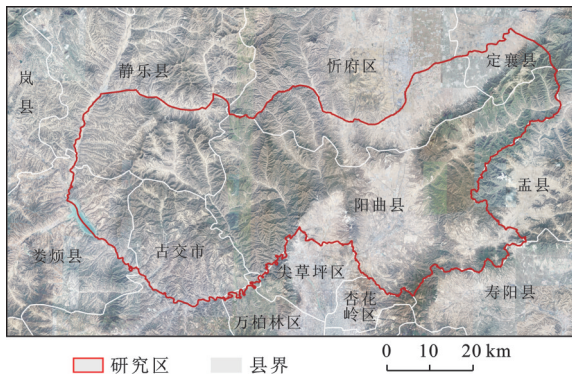 定襄县
忻府区
静乐县
岚
县
盂县
阳曲县
古交市
娄烦县
尖草坪区
寿阳县
杏花
岭区
万柏林区
研究区
县界
0 10 20 km